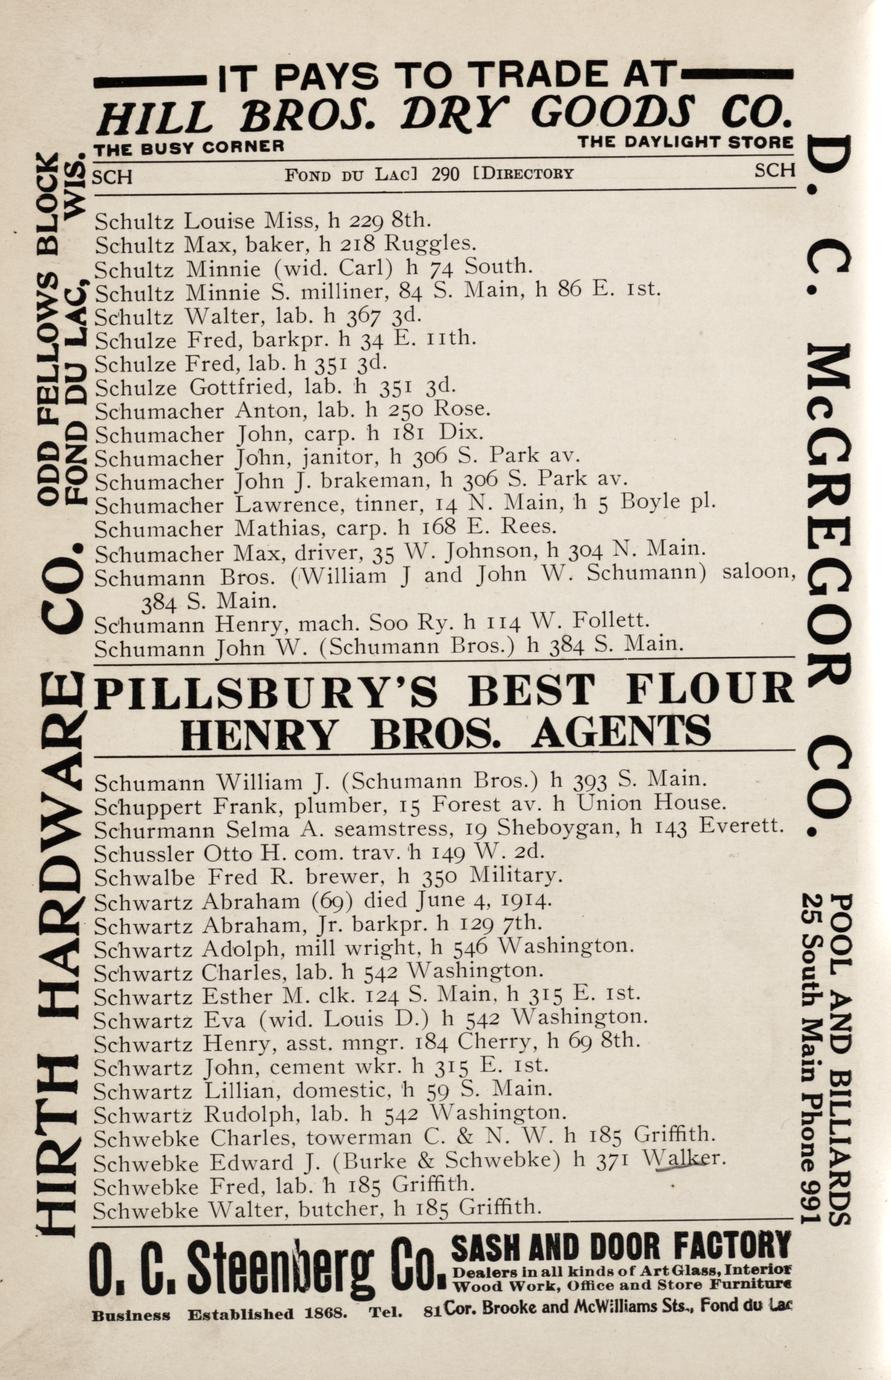 IT PAYS TO TRADE AT
HILL BROS. DRY GOODS CO.
THE BUSY CORNER THE DAYLIGHT STORE
SCH FOND DU LAC] 290 [DIRECTORY SCH
Schultz Louise Miss, h 229 8th.
Schultz Max, baker, h 218 Ruggles.
Schultz Minnie (wid. Carl) h 74 South.
Schultz Minnie S. milliner, 84 S. Main, h 86 E. 1st.
Schultz Walter, lab. h 367 3d.
Schulze Fred, barkpr. h 34 E. 11th.
Schulze Fred, lab. h 351 3d.
Schulze Gottfried, lab. h 351 3d.
Schumacher Anton, lab. h 250 Rose.
Schumacher John, carp. h 181 Dix.
Schumacher John, janitor, h 306 S. Park av.
Schumacher John J. brakeman, h 306 S. Park av.
Schumacher Lawrence, tinner, 14 N. Main, h 5 Boyle pl.
Schumacher Mathias, carp. h 168 E. Rees.
Schumacher Max, driver, 35 W. Johnson, h 304 N. Main.
Schumann Bros. (William J and John W. Schumann) saloon,
384 S. Main.
Schumann Henry, mach. Soo Ry. h 114 W. Follett.
Schumann John W. (Schumann Bros.) h 384 S. Main.
PILLSBURY'S BEST FLOUR
HENRY BROS. AGENTS
Schumann William J. (Schumann Bros.) h 393 S. Main.
Schuppert Frank, plumber, 15 Forest av. h Union House.
Schurmann Selma A. seamstress, 19 Sheboygan, h 143 Everett.
Schussler Otto H. com. trav. h 149 W. 2d.
Schwalbe Fred R. brewer, h 350 Military.
Schwartz Abraham (69) died June 4, 1914.
Schwartz Abraham, Jr. barkpr. h 129 7th.
Schwartz Adolph, mill wright, h 546 Washington.
Schwartz Charles, lab. h 542 Washington.
Schwartz Esther M. clk. 124 S. Main, h 315 E. 1st.
Schwartz Eva (wid. Louis D.) h 542 Washington.
Schwartz Henry, asst. mngr. 184 Cherry, h 69 8th.
Schwartz John, cement wkr. h 315 E. 1st.
Schwartz Lillian, domestic, h 59 S. Main.
Schwartz Rudolph, lab. h 542 Washington.
Schwebke Charles, towerman C. & N. W. h 185 Griffith.
Schwebke Edward J. (Burke & Schwebke) h 371 Walker.
Schwebke Fred, lab. h 185 Griffith.
Schwebke Walter, butcher, h 185 Griffith.
O. C. Steenberg Co. SASH AND DOOR FACTORY
Dealers in all kinds of Art Glass, Interior
Wood Work, Office and Store Furniture
Business Established 1868. Tel. 81 Cor. Brooke and McWilliams Sts., Fond du Lac
HIRTH HARDWARE CO.
ODD FELLOWS BLOCK
FOND DU LAC, WIS.
D. C. McGREGOR CO.
POOL AND BILLIARDS
25 South Main Phone 991